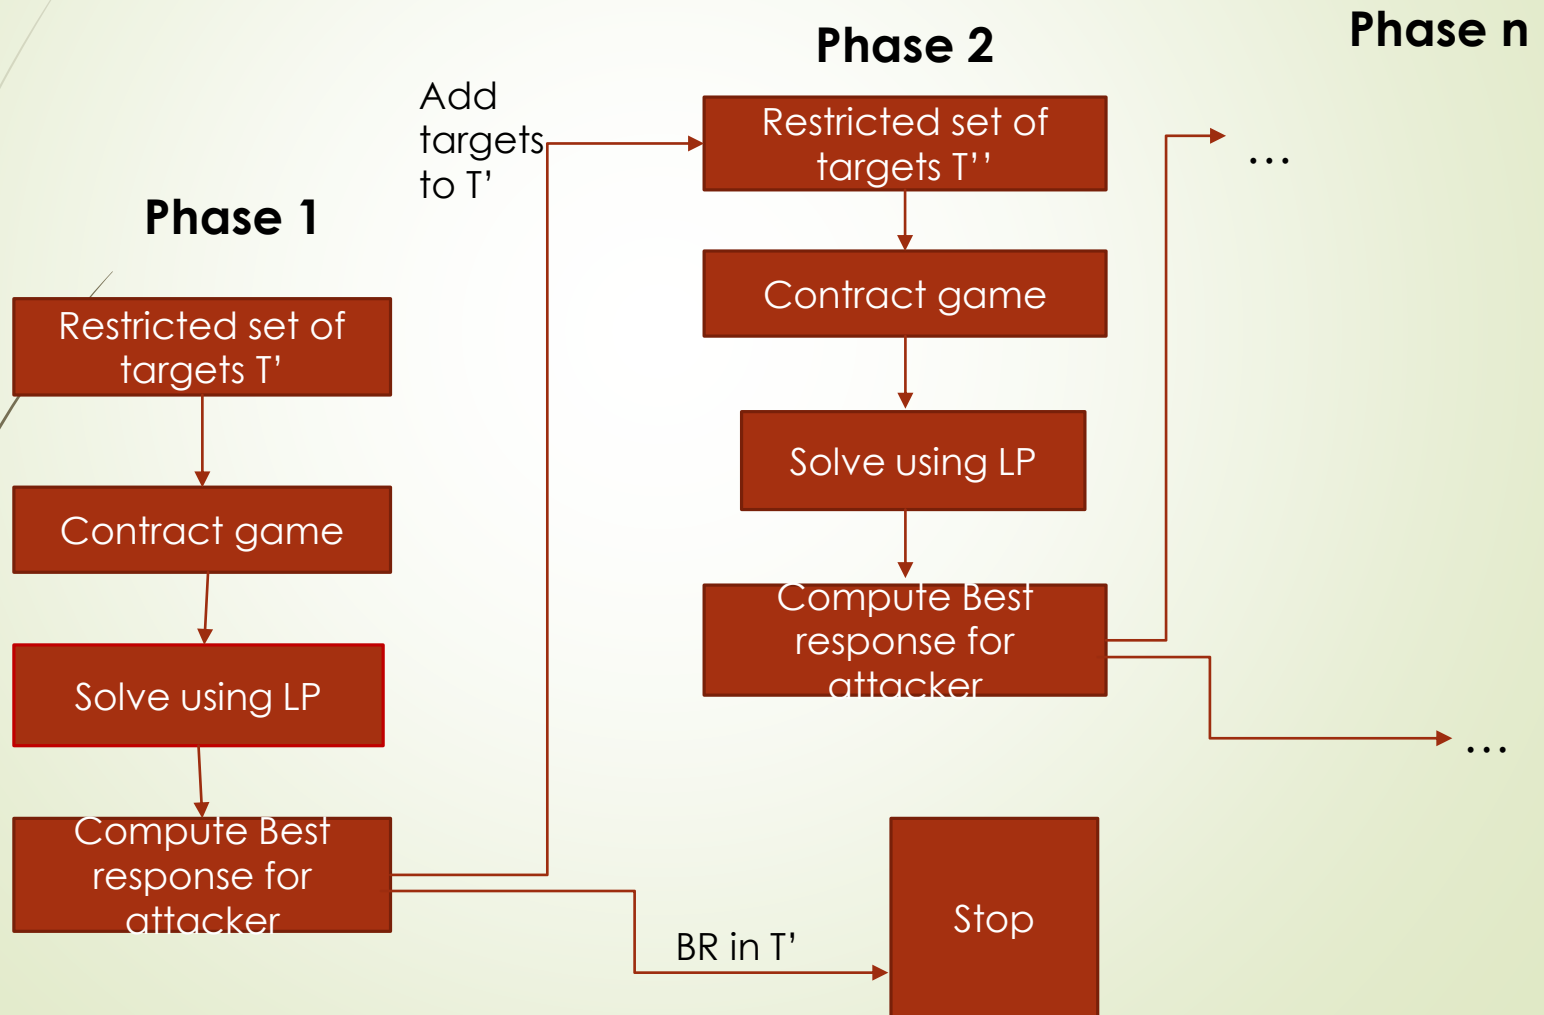 Phase 1
Restricted set of
targets T’
Contract game
Solve using LP
Compute Best
response for
attacker
Add
targets
to T’
BR in T’
Stop
Phase 2
Restricted set of
targets T’’
Contract game
Solve using LP
Compute Best
response for
attacker
Phase n
…
…